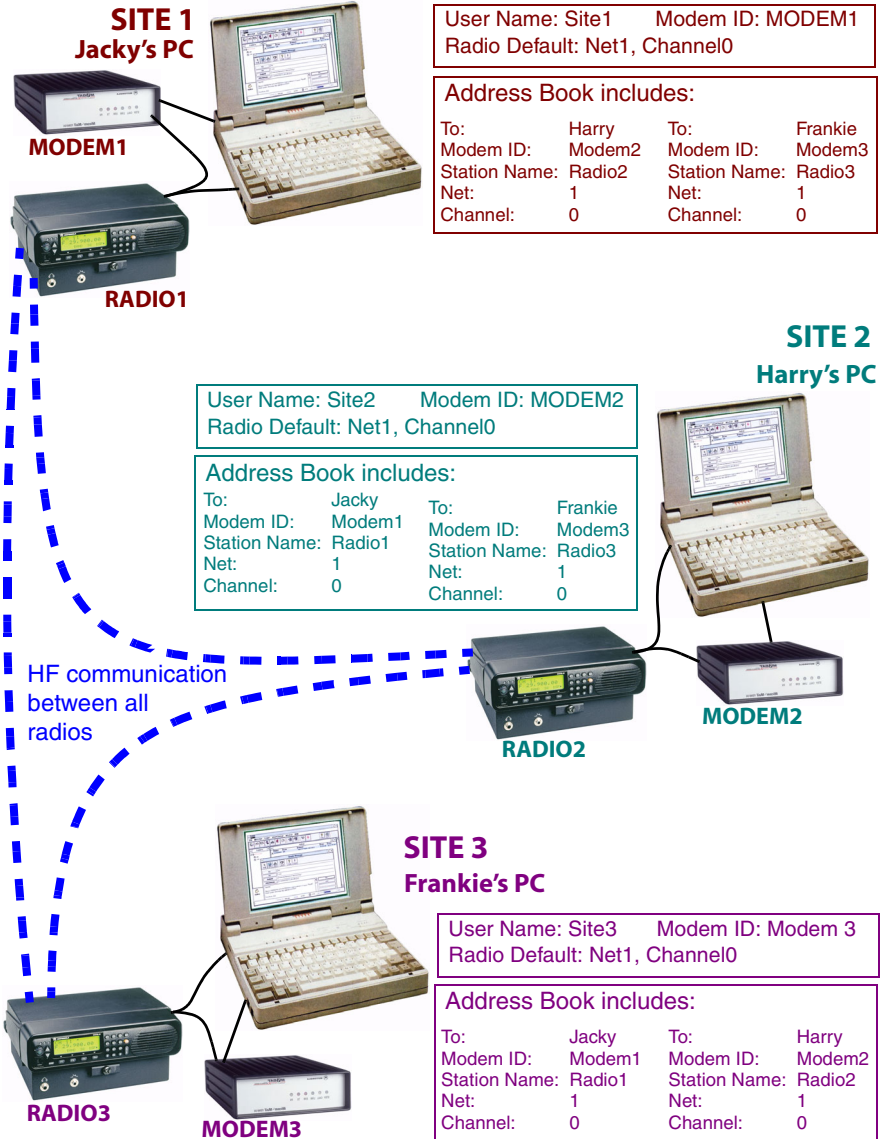 SITE 1
Jacky's PC
MODEM1
RADIO1
User Name: Site1 Modem ID: MODEM1
Radio Default: Net1, Channel0
Address Book includes:
To: Harry To: Frankie
Modem ID: Modem2 Modem ID: Modem3
Station Name: Radio2 Station Name: Radio3
Net: 1 Net: 1
Channel: 0 Channel: 0
SITE 2
Harry's PC
User Name: Site2 Modem ID: MODEM2
Radio Default: Net1, Channel0
Address Book includes:
To: Jacky To: Frankie
Modem ID: Modem1 Modem ID: Modem3
Station Name: Radio1 Station Name: Radio3
Net: 1 Net: 1
Channel: 0 Channel: 0
HF communication
between all
radios
MODEM2
RADIO2
SITE 3
Frankie's PC
User Name: Site3 Modem ID: Modem 3
Radio Default: Net1, Channel0
Address Book includes:
To: Jacky To: Harry
Modem ID: Modem1 Modem ID: Modem2
Station Name: Radio1 Station Name: Radio2
Net: 1 Net: 1
Channel: 0 Channel: 0
RADIO3
MODEM3